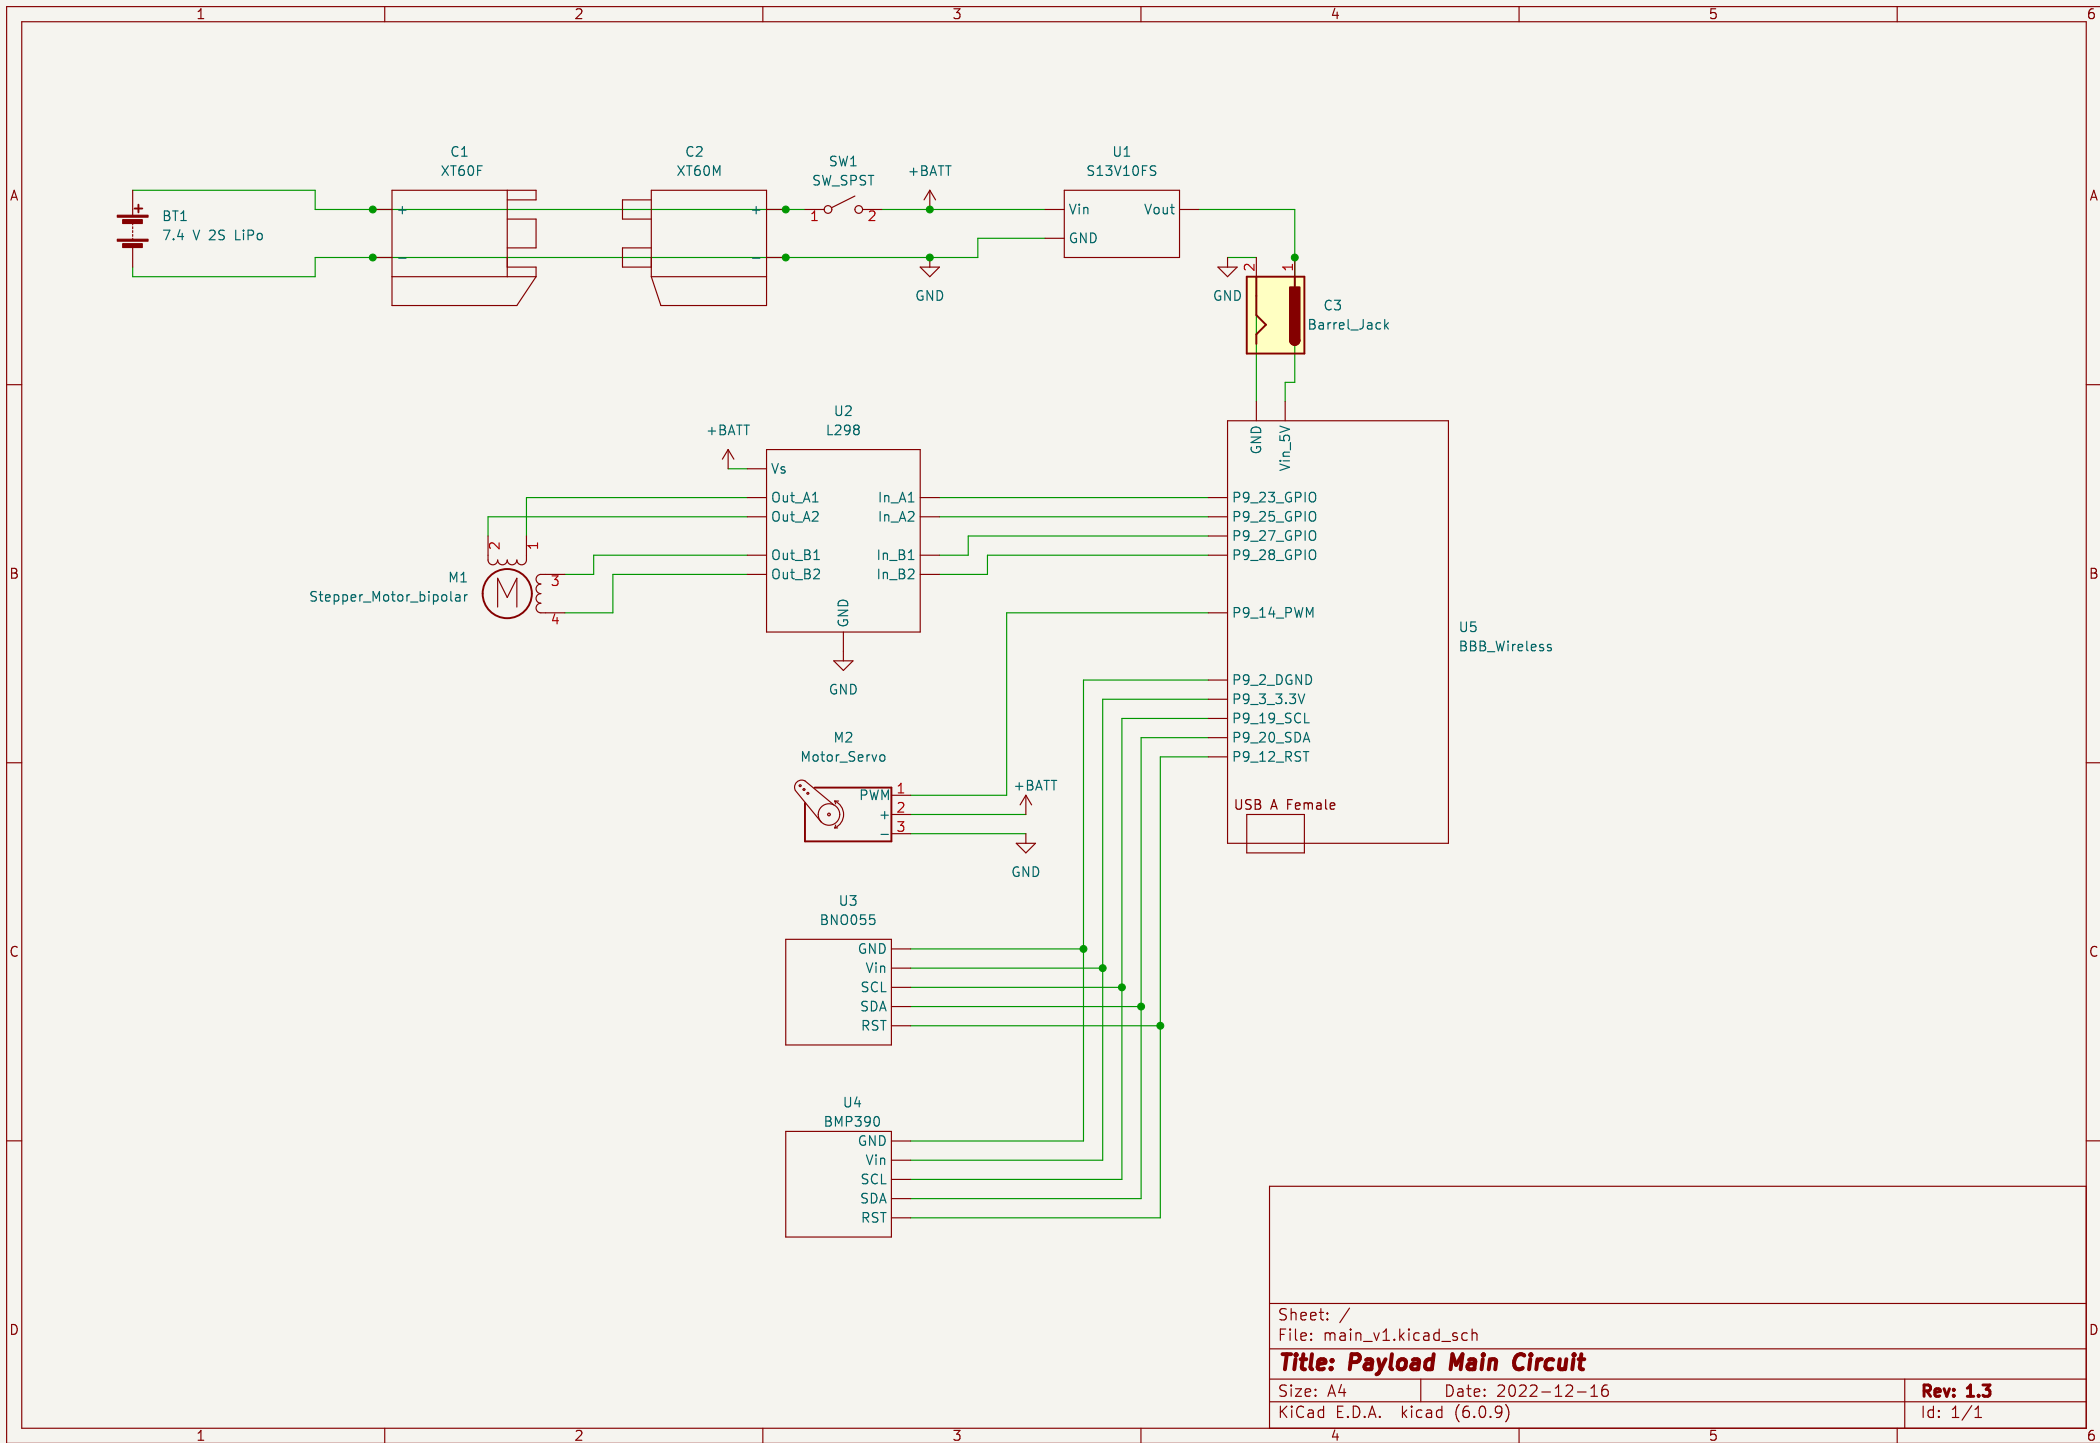 1 2 3 4 5 6
A A
B B
C C
D D
1 2 3 4 5 6
BT1
7.4 V 2S LiPo
+
C1
XT60F
+
-
C2
XT60M
+
-
SW1
SW_SPST
1 2
+BATT
GND
U1
S13V10FS
Vin Vout
GND
GND
2 1
C3
Barrel_Jack
U2
L298
+BATT
Vs
Out_A1 In_A1
Out_A2 In_A2
Out_B1 In_B1
Out_B2 In_B2
GND
GND
2 1
M1
Stepper_Motor_bipolar
M
3
4
GND Vin_5V
P9_23_GPIO
P9_25_GPIO
P9_27_GPIO
P9_28_GPIO
P9_14_PWM
U5
BBB_Wireless
P9_2_DGND
P9_3_3.3V
P9_19_SCL
P9_20_SDA
P9_12_RST
USB A Female
M2
Motor_Servo
PWM 1
+ 2
- 3
+BATT
GND
U3
BNO055
GND
Vin
SCL
SDA
RST
U4
BMP390
GND
Vin
SCL
SDA
RST
Sheet: /
File: main_v1.kicad_sch
Title: Payload Main Circuit
Size: A4 Date: 2022-12-16 Rev: 1.3
KiCad E.D.A. kicad (6.0.9) Id: 1/1